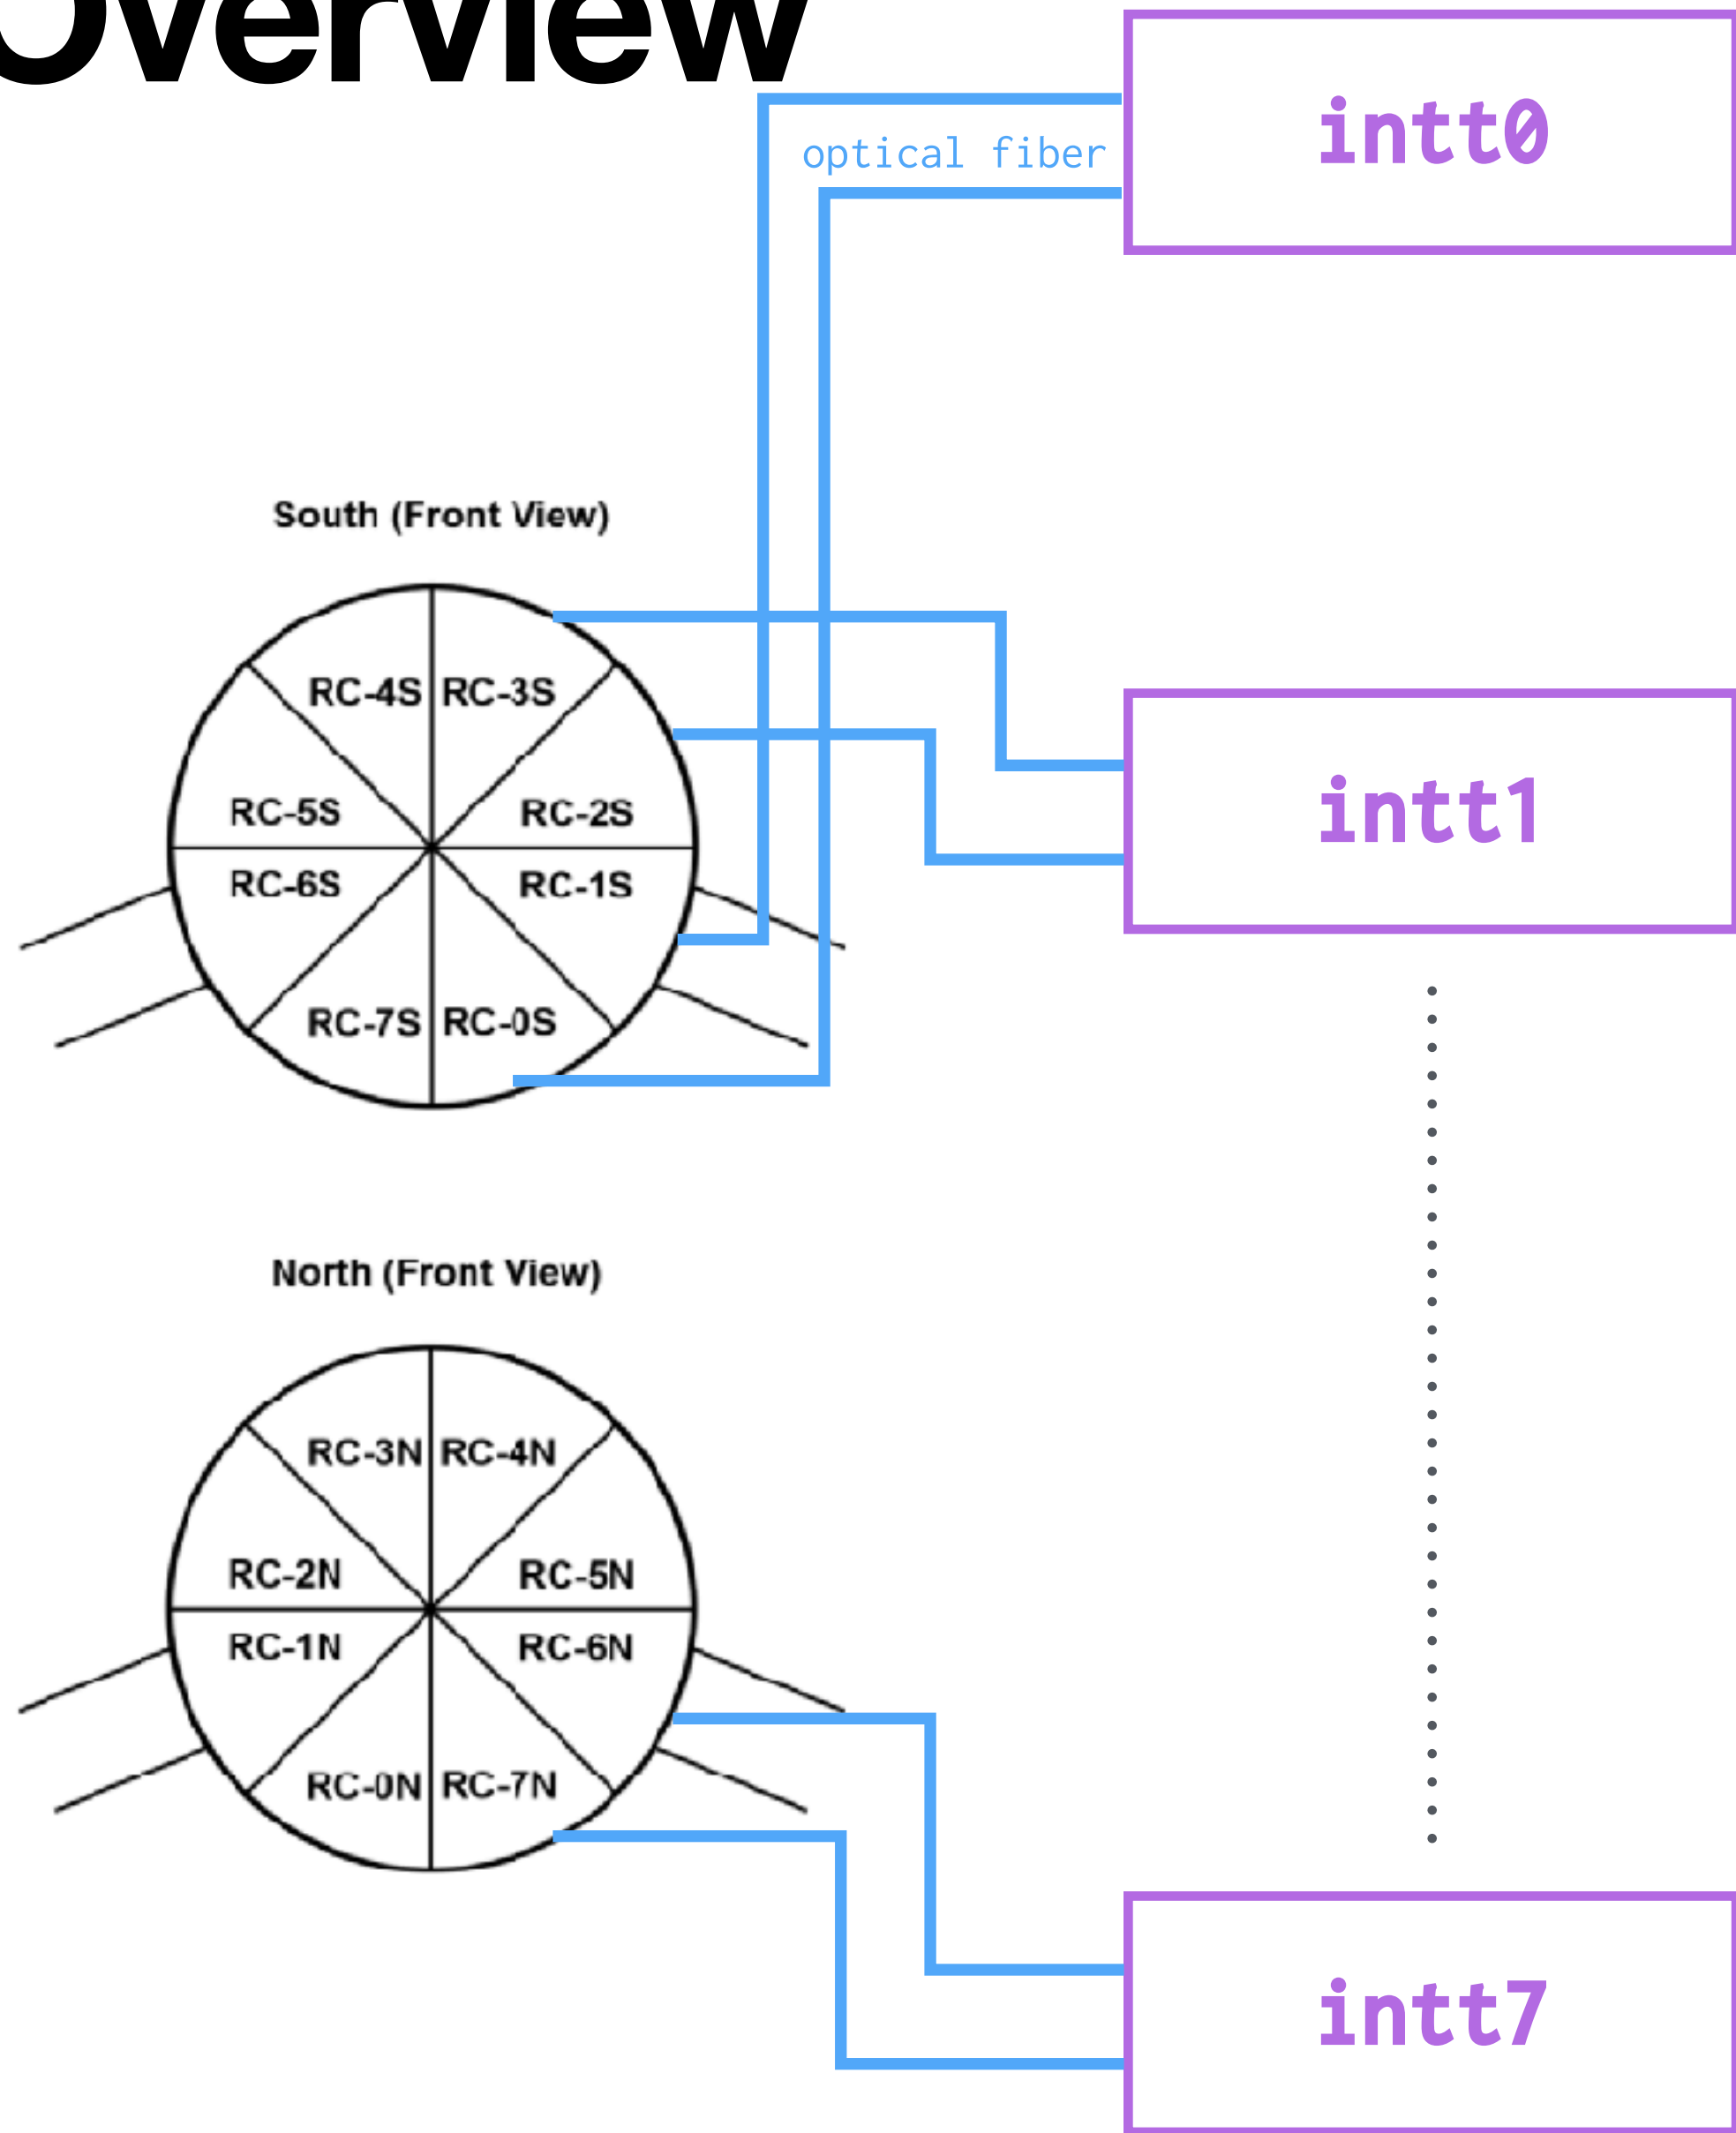 Overview
intt0
optical fiber
South (Front View)
RC-4S RC-3S
RC-5S RC-2S
RC-6S RC-1S
RC-7S RC-0S
intt1
North (Front View)
RC-3N RC-4N
RC-2N RC-5N
RC-1N RC-6N
RC-0N RC-7N
intt7